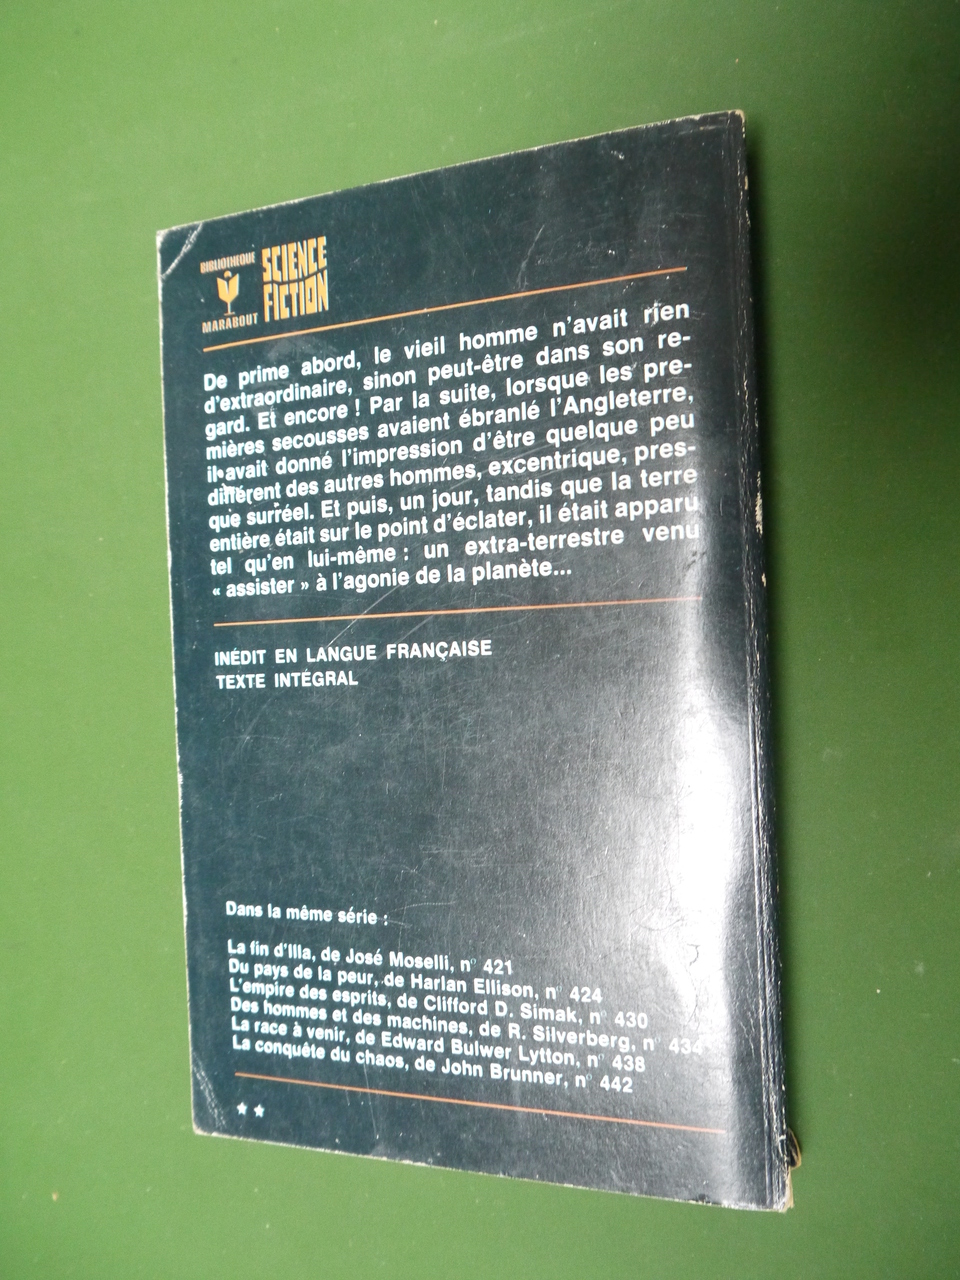 BIBLIOTHEQUE
MARABOUT
SCIENCE
FICTION
De prime abord, le vieil homme n'avait rien
d'extraordinaire, sinon peut-être dans son re-
gard. Et encore ! Par la suite, lorsque les pre-
mières secousses avaient ébranlé l'Angleterre,
il avait donné l'impression d'être quelque peu
différent des autres hommes, excentrique, pres-
que surréel. Et puis, un jour, tandis que la terre
entière était sur le point d'éclater, il était apparu
tel qu'en lui-même : un extra-terrestre venu
« assister » à l'agonie de la planète...
INÉDIT EN LANGUE FRANÇAISE
TEXTE INTÉGRAL
Dans la même série :
La fin d'Illa, de José Moselli, n° 421
Du pays de la peur, de Harlan Ellison, n° 424
L'empire des esprits, de Clifford D. Simak, n° 430
Des hommes et des machines, de R. Silverberg, n° 434
La race à venir, de Edward Bulwer Lytton, n° 438
La conquête du chaos, de John Brunner, n° 442